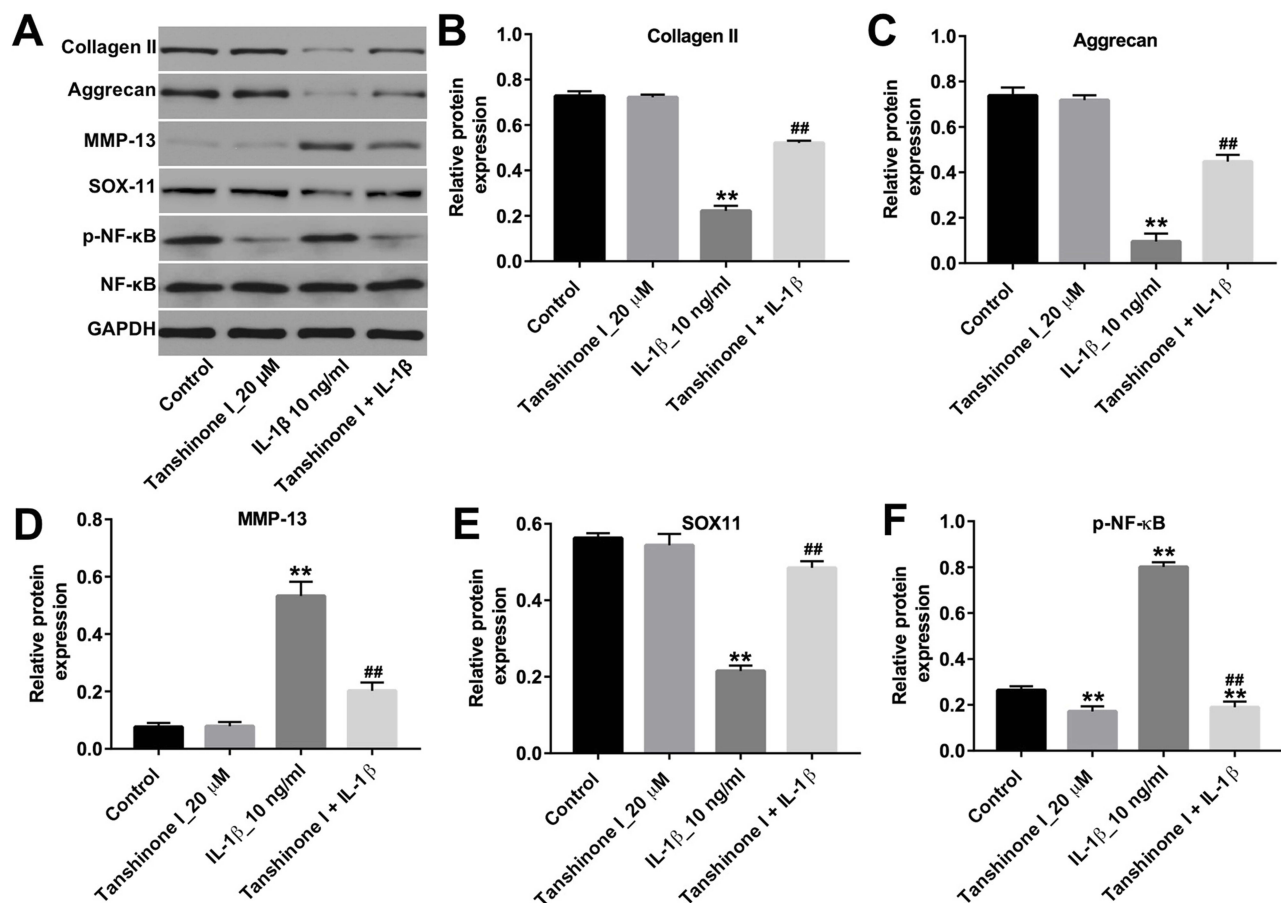 A
Collagen II
Aggrecan
MMP-13
SOX-11
p-NF-κB
NF-κB
GAPDH
Control
Tanshinone I_20 μM
IL-1β 10 ng/ml
Tanshinone I + IL-1β
B
Collagen II
Relative protein
expression
1.0
0.8
0.6
0.4
0.2
0.0
**
##
Control
Tanshinone I_20 μM
IL-1β_10 ng/ml
Tanshinone I + IL-1β
C
Aggrecan
Relative protein
expression
1.0
0.8
0.6
0.4
0.2
0.0
**
##
Control
Tanshinone I_20 μM
IL-1β_10 ng/ml
Tanshinone I + IL-1β
D
MMP-13
Relative protein
expression
0.8
0.6
0.4
0.2
0.0
**
##
Control
Tanshinone I_20 μM
IL-1β_10 ng/ml
Tanshinone I + IL-1β
E
SOX11
Relative protein
expression
0.6
0.4
0.2
0.0
**
##
Control
Tanshinone I_20 μM
IL-1β_10 ng/ml
Tanshinone I + IL-1β
F
p-NF-κB
Relative protein
expression
1.0
0.8
0.6
0.4
0.2
0.0
**
**
##
**
Control
Tanshinone I_20 μM
IL-1β_10 ng/ml
Tanshinone I + IL-1β